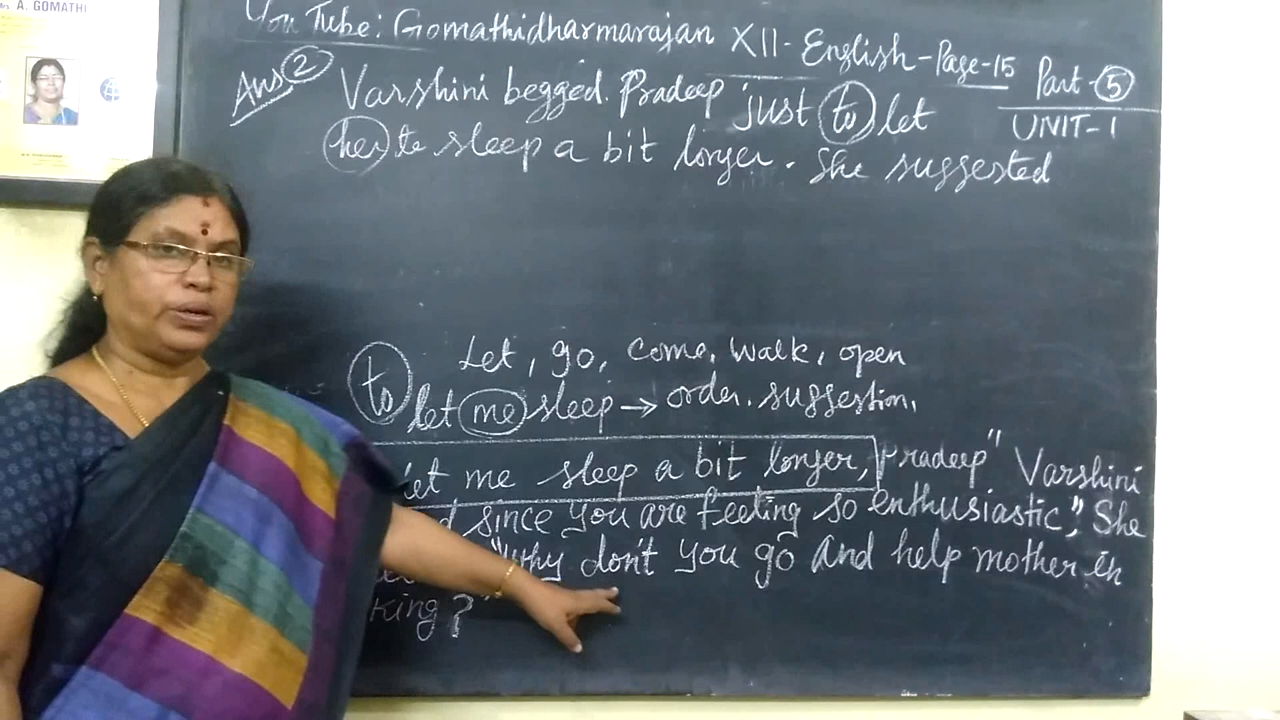 Mrs A. GOMATHI
YouTube: Gomathidharmarajan XII- English-Page-15 Part-5
UNIT-1
Ans 2 Varshini begged. Pradeep just to let
her to sleep a bit longer. She suggested
Let, go, come, walk, open
to let me sleep → order. suggestion,
Let me sleep a bit longer, Pradeep" Varshini
since you are feeling so enthusiastic", She
"Why don't you go and help mother in
king?"